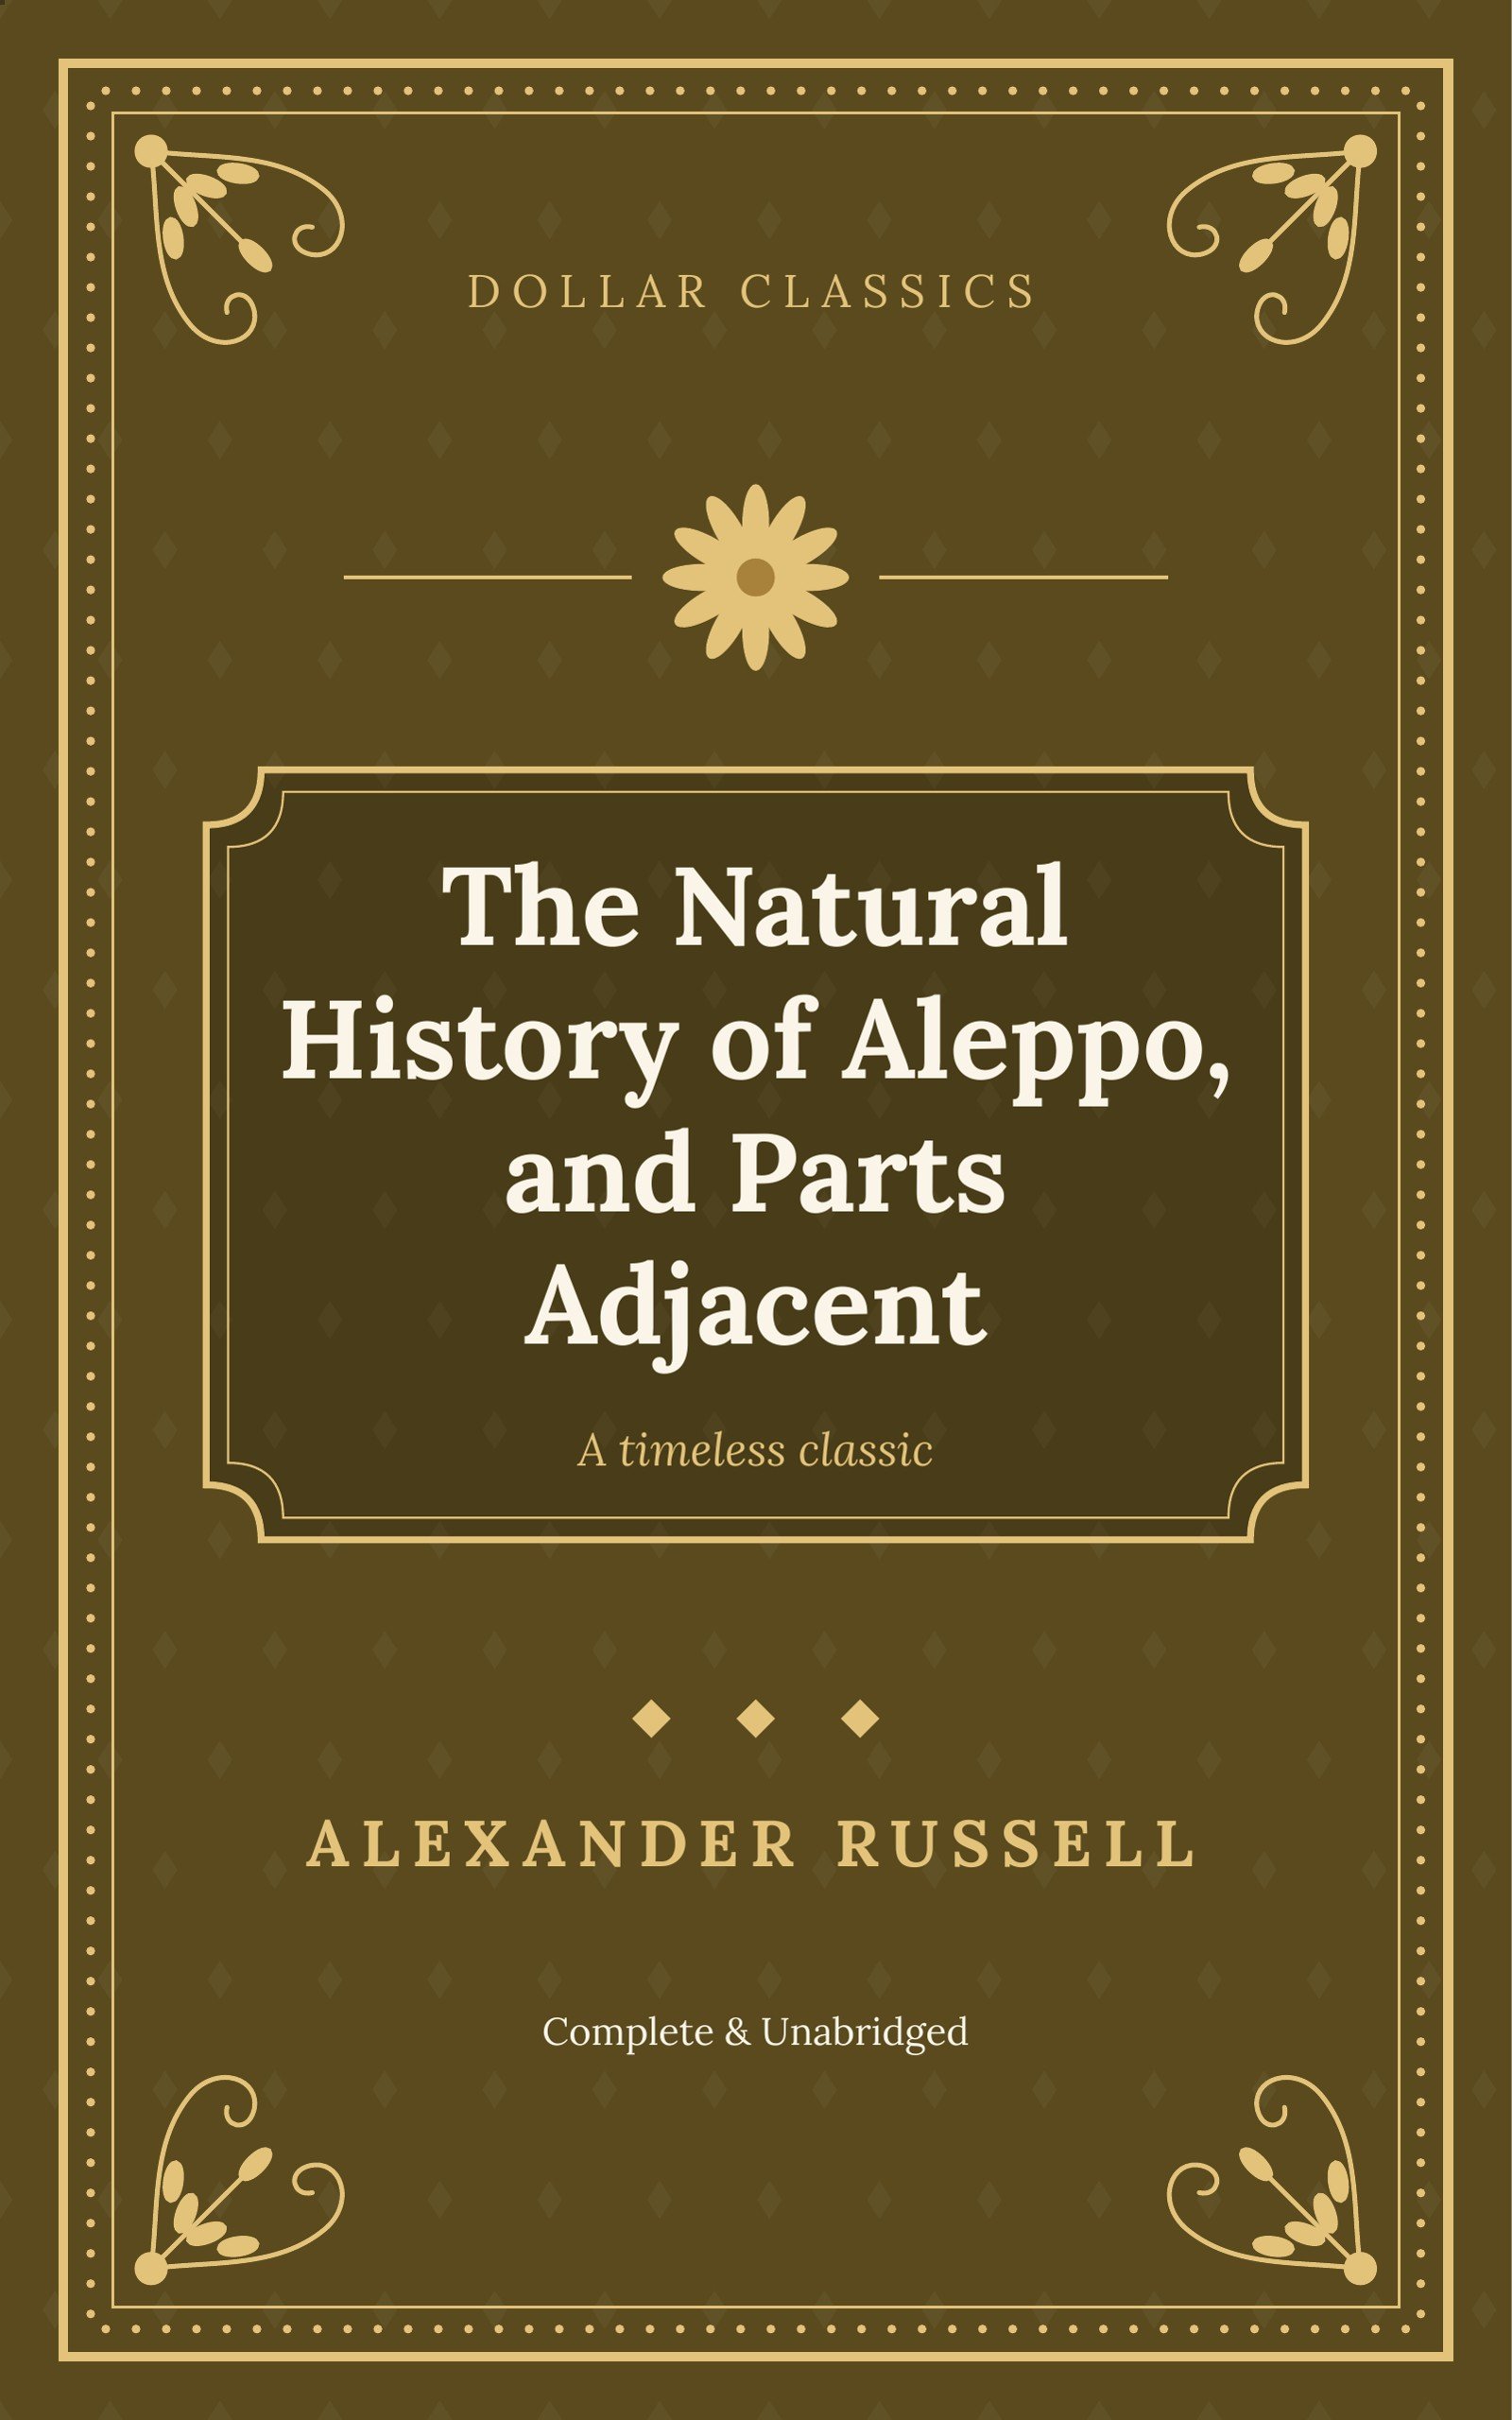 DOLLAR CLASSICS
The Natural
History of Aleppo,
and Parts
Adjacent
A timeless classic
ALEXANDER RUSSELL
Complete & Unabridged